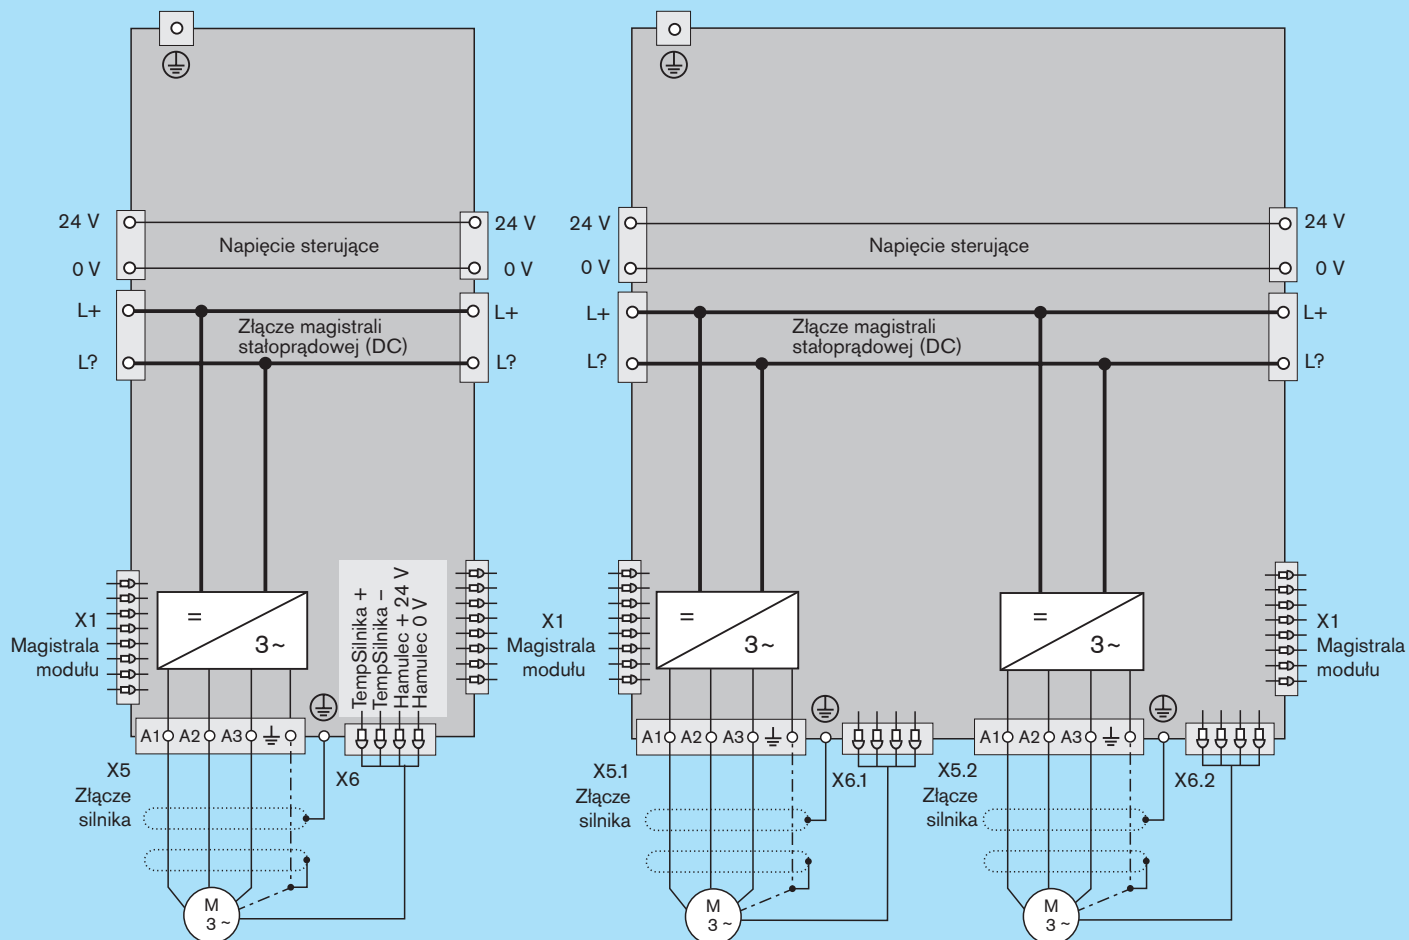 24 V
Napięcie sterujące
24 V
0 V
0 V
L+
Złącze magistrali
stałoprądowej (DC)
L+
L?
L?
X1
Magistrala
modułu
=
3~
TempSilnika +
TempSilnika –
Hamulec + 24 V
Hamulec 0 V
X1
Magistrala
modułu
A1
A2
A3
X5
Złącze
silnika
X6
M
3 ~
24 V
Napięcie sterujące
24 V
0 V
0 V
L+
Złącze magistrali
stałoprądowej (DC)
L+
L?
L?
=
3~
=
3~
X1
Magistrala
modułu
A1
A2
A3
A1
A2
A3
X5.1
Złącze
silnika
X6.1
X5.2
Złącze
silnika
X6.2
M
3 ~
M
3 ~